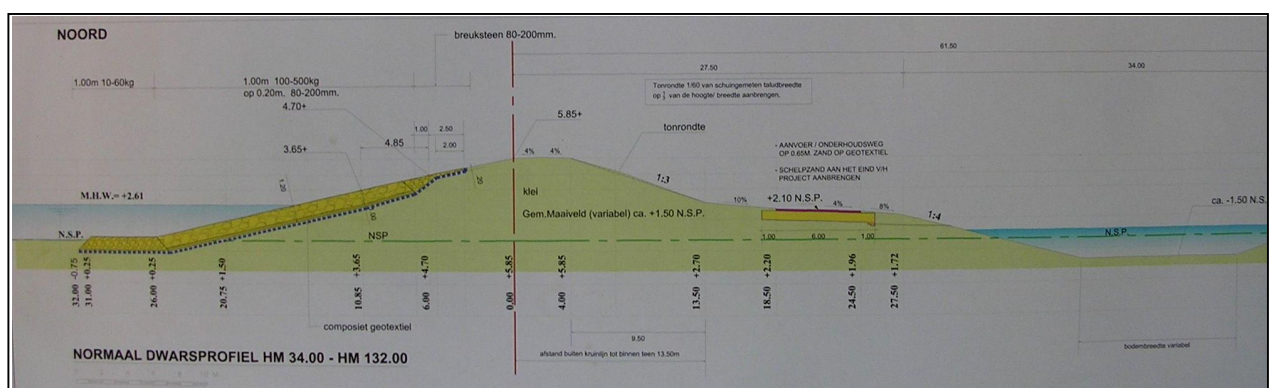 NOORD
breuksteen 80-200mm.
61.50
27.50
34.00
1.00m 10-60kg
1.00m 100-500kg
op 0.20m. 80-200mm.
Tonrondte 1/60 van schuingemeten taludbreedte
op 1/3 van de hoogte/ breedte aanbrengen.
4.70+
5.85+
1.00
2.50
tonrondte
4.85
2.00
3.65+
4%
4%
- AANVOER / ONDERHOUDSWEG
OP 0.65M. ZAND OP GEOTEXTIEL
- SCHELPZAND AAN HET EIND V/H
PROJECT AANBRENGEN
1:3
1.20
.20
klei
M.H.W.= +2.61
10%
+2.10 N.S.P.
4%
8%
ca. -1.50 N.S.
Gem.Maaiveld (variabel) ca. +1.50 N.S.P.
1:4
N.S.P.
NSP
N.S.P.
1.00
6.00
1.00
32.00 -0.75
31.00 +0.25
26.00 +0.25
20.75 +1.50
10.85 +3.65
6.00 +4.70
0.00 +5.85
4.00 +5.85
13.50 +2.70
18.50 +2.20
24.50 +1.96
27.50 +1.72
composiet geotextiel
9.50
bodembreedte variabel
NORMAAL DWARSPROFIEL HM 34.00 - HM 132.00
afstand buiten kruinlijn tot binnen teen 13.50m